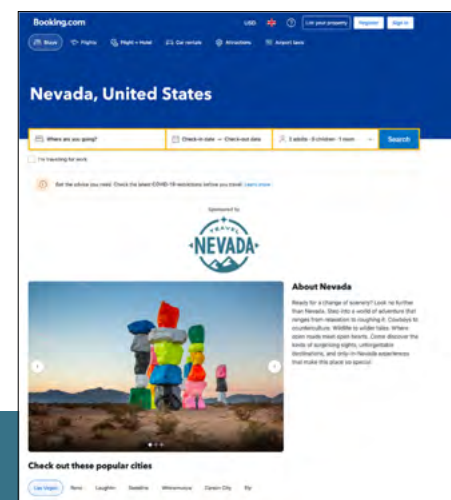 Booking.com
USD
List your property
Register
Sign in
Stays
Flights
Flight + Hotel
Car rentals
Attractions
Airport taxis
Nevada, United States
Where are you going?
Check-in date — Check-out date
2 adults · 0 children · 1 room
Search
I'm traveling for work
Get the advice you need. Check the latest COVID-19 restrictions before you travel. Learn more
Sponsored by
TRAVEL
NEVADA
About Nevada
Ready for a change of scenery? Look no further
than Nevada. Step into a world of adventure that
ranges from relaxation to roughing it. Cowboys to
counterculture. Wildlife to wilder tales. Where
open roads meet open hearts. Come discover the
kinds of surprising sights, unforgettable
destinations, and only-in-Nevada experiences
that make this place so special!
Check out these popular cities
Las Vegas
Reno
Laughlin
Stateline
Winnemucca
Carson City
Ely